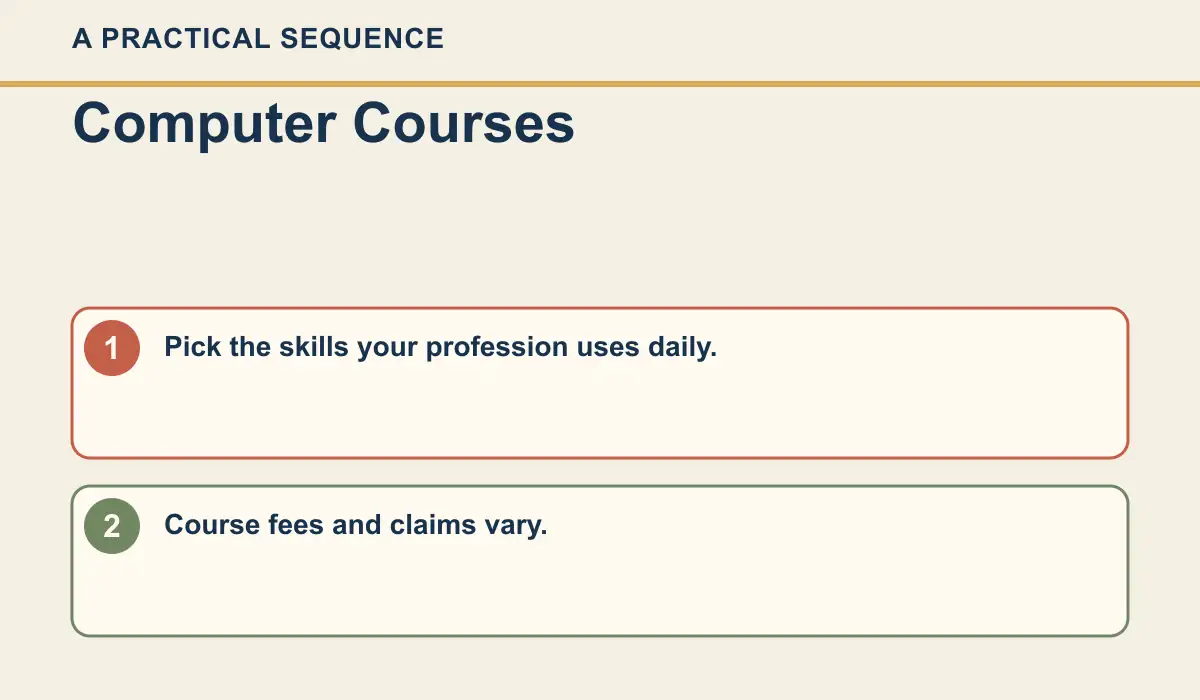 A PRACTICAL SEQUENCE
Computer Courses
1 Pick the skills your profession uses daily.
2 Course fees and claims vary.